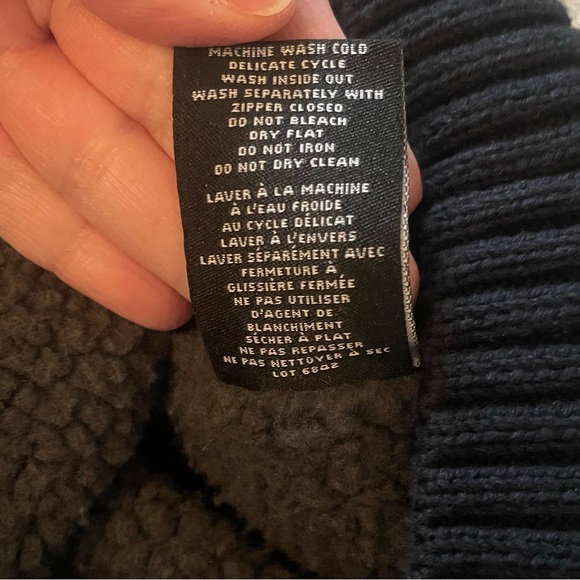 MACHINE WASH COLD
DELICATE CYCLE
WASH INSIDE OUT
WASH SEPARATELY WITH
ZIPPER CLOSED
DO NOT BLEACH
DRY FLAT
DO NOT IRON
DO NOT DRY CLEAN
LAVER À LA MACHINE
À L'EAU FROIDE
AU CYCLE DÉLICAT
LAVER À L'ENVERS
LAVER SÉPARÉMENT AVEC
FERMETURE À
GLISSIÈRE FERMÉE
NE PAS UTILISER
D'AGENT DE
BLANCHIMENT
SÉCHER À PLAT
NE PAS REPASSER
NE PAS NETTOYER À SEC
LOT 6842